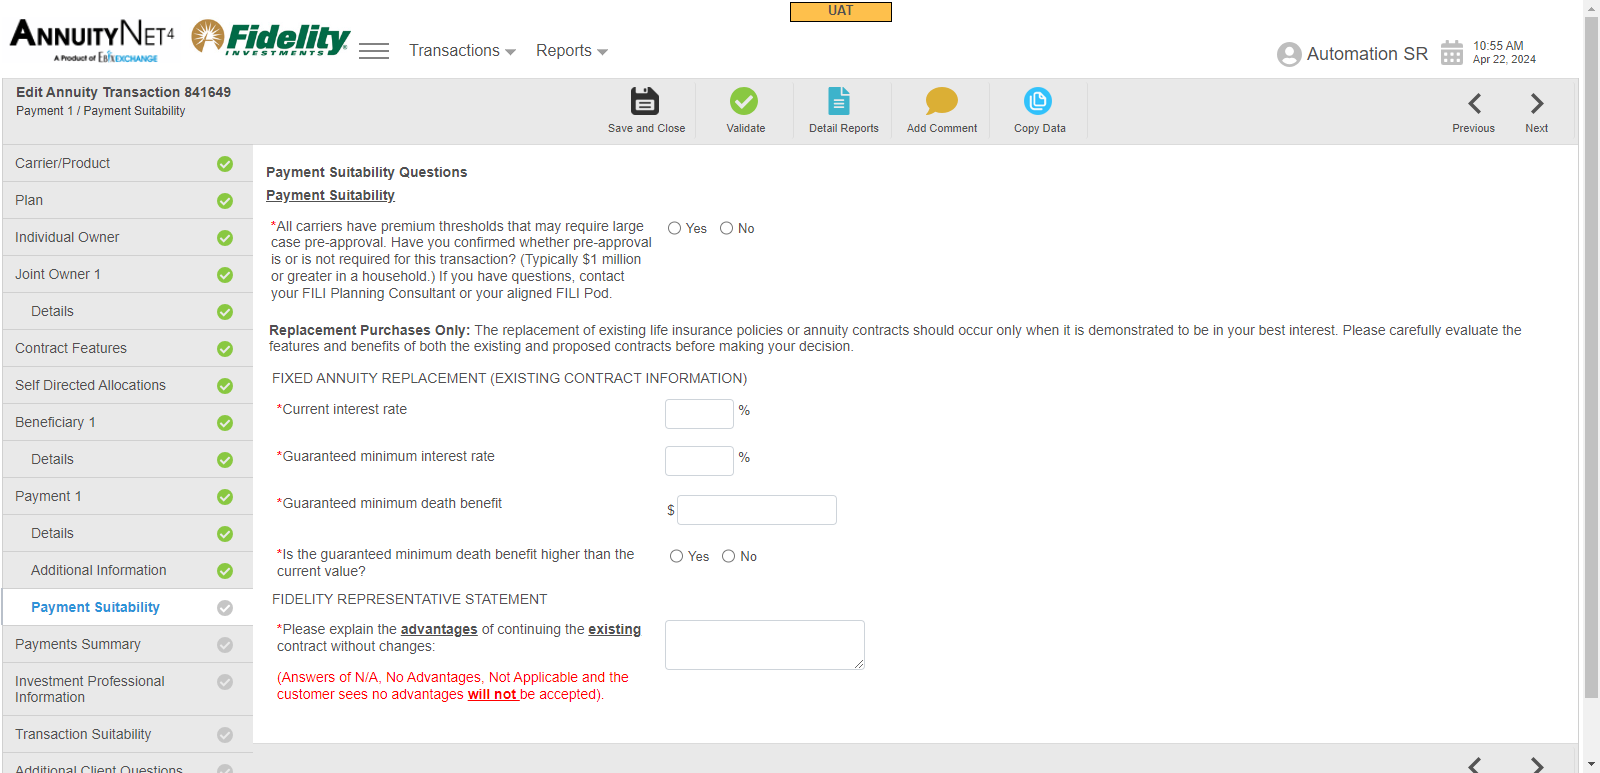 UAT
ANNUITYNET4
A Product of EbixEXCHANGE
Fidelity
INVESTMENTS
Transactions
Reports
Automation SR
10:55 AM
Apr 22, 2024
Edit Annuity Transaction 841649
Payment 1 / Payment Suitability
Save and Close
Validate
Detail Reports
Add Comment
Copy Data
Previous
Next
Carrier/Product
Plan
Individual Owner
Joint Owner 1
Details
Contract Features
Self Directed Allocations
Beneficiary 1
Details
Payment 1
Details
Additional Information
Payment Suitability
Payments Summary
Investment Professional
Information
Transaction Suitability
Additional Client Questions
Payment Suitability Questions
Payment Suitability
*All carriers have premium thresholds that may require large
case pre-approval. Have you confirmed whether pre-approval
is or is not required for this transaction? (Typically $1 million
or greater in a household.) If you have questions, contact
your FILI Planning Consultant or your aligned FILI Pod.
Yes No
Replacement Purchases Only: The replacement of existing life insurance policies or annuity contracts should occur only when it is demonstrated to be in your best interest. Please carefully evaluate the
features and benefits of both the existing and proposed contracts before making your decision.
FIXED ANNUITY REPLACEMENT (EXISTING CONTRACT INFORMATION)
*Current interest rate %
*Guaranteed minimum interest rate %
*Guaranteed minimum death benefit $
*Is the guaranteed minimum death benefit higher than the
current value?
Yes No
FIDELITY REPRESENTATIVE STATEMENT
*Please explain the advantages of continuing the existing
contract without changes:
(Answers of N/A, No Advantages, Not Applicable and the
customer sees no advantages will not be accepted).